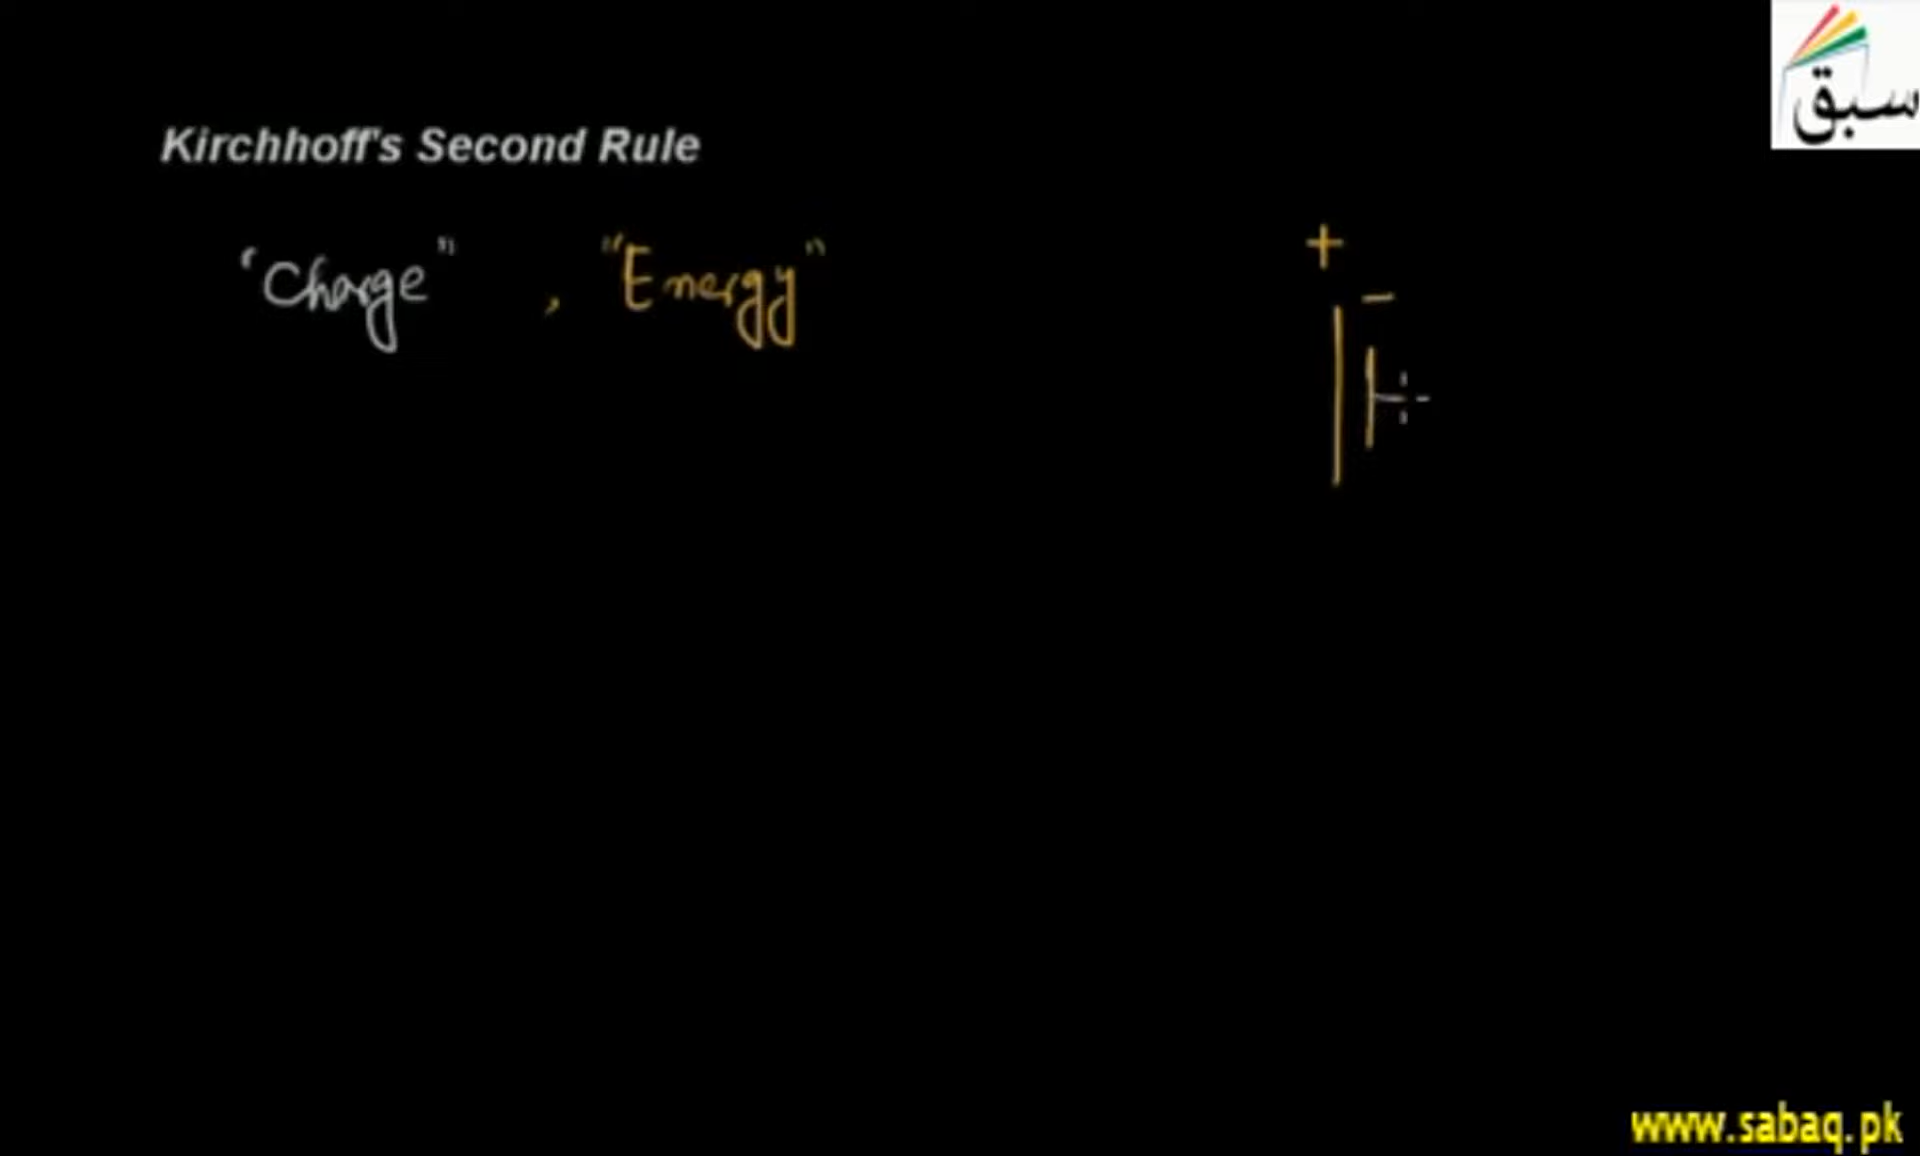 سبق
Kirchhoff's Second Rule
‘Charge” , “Energy”
+
−
www.sabaq.pk